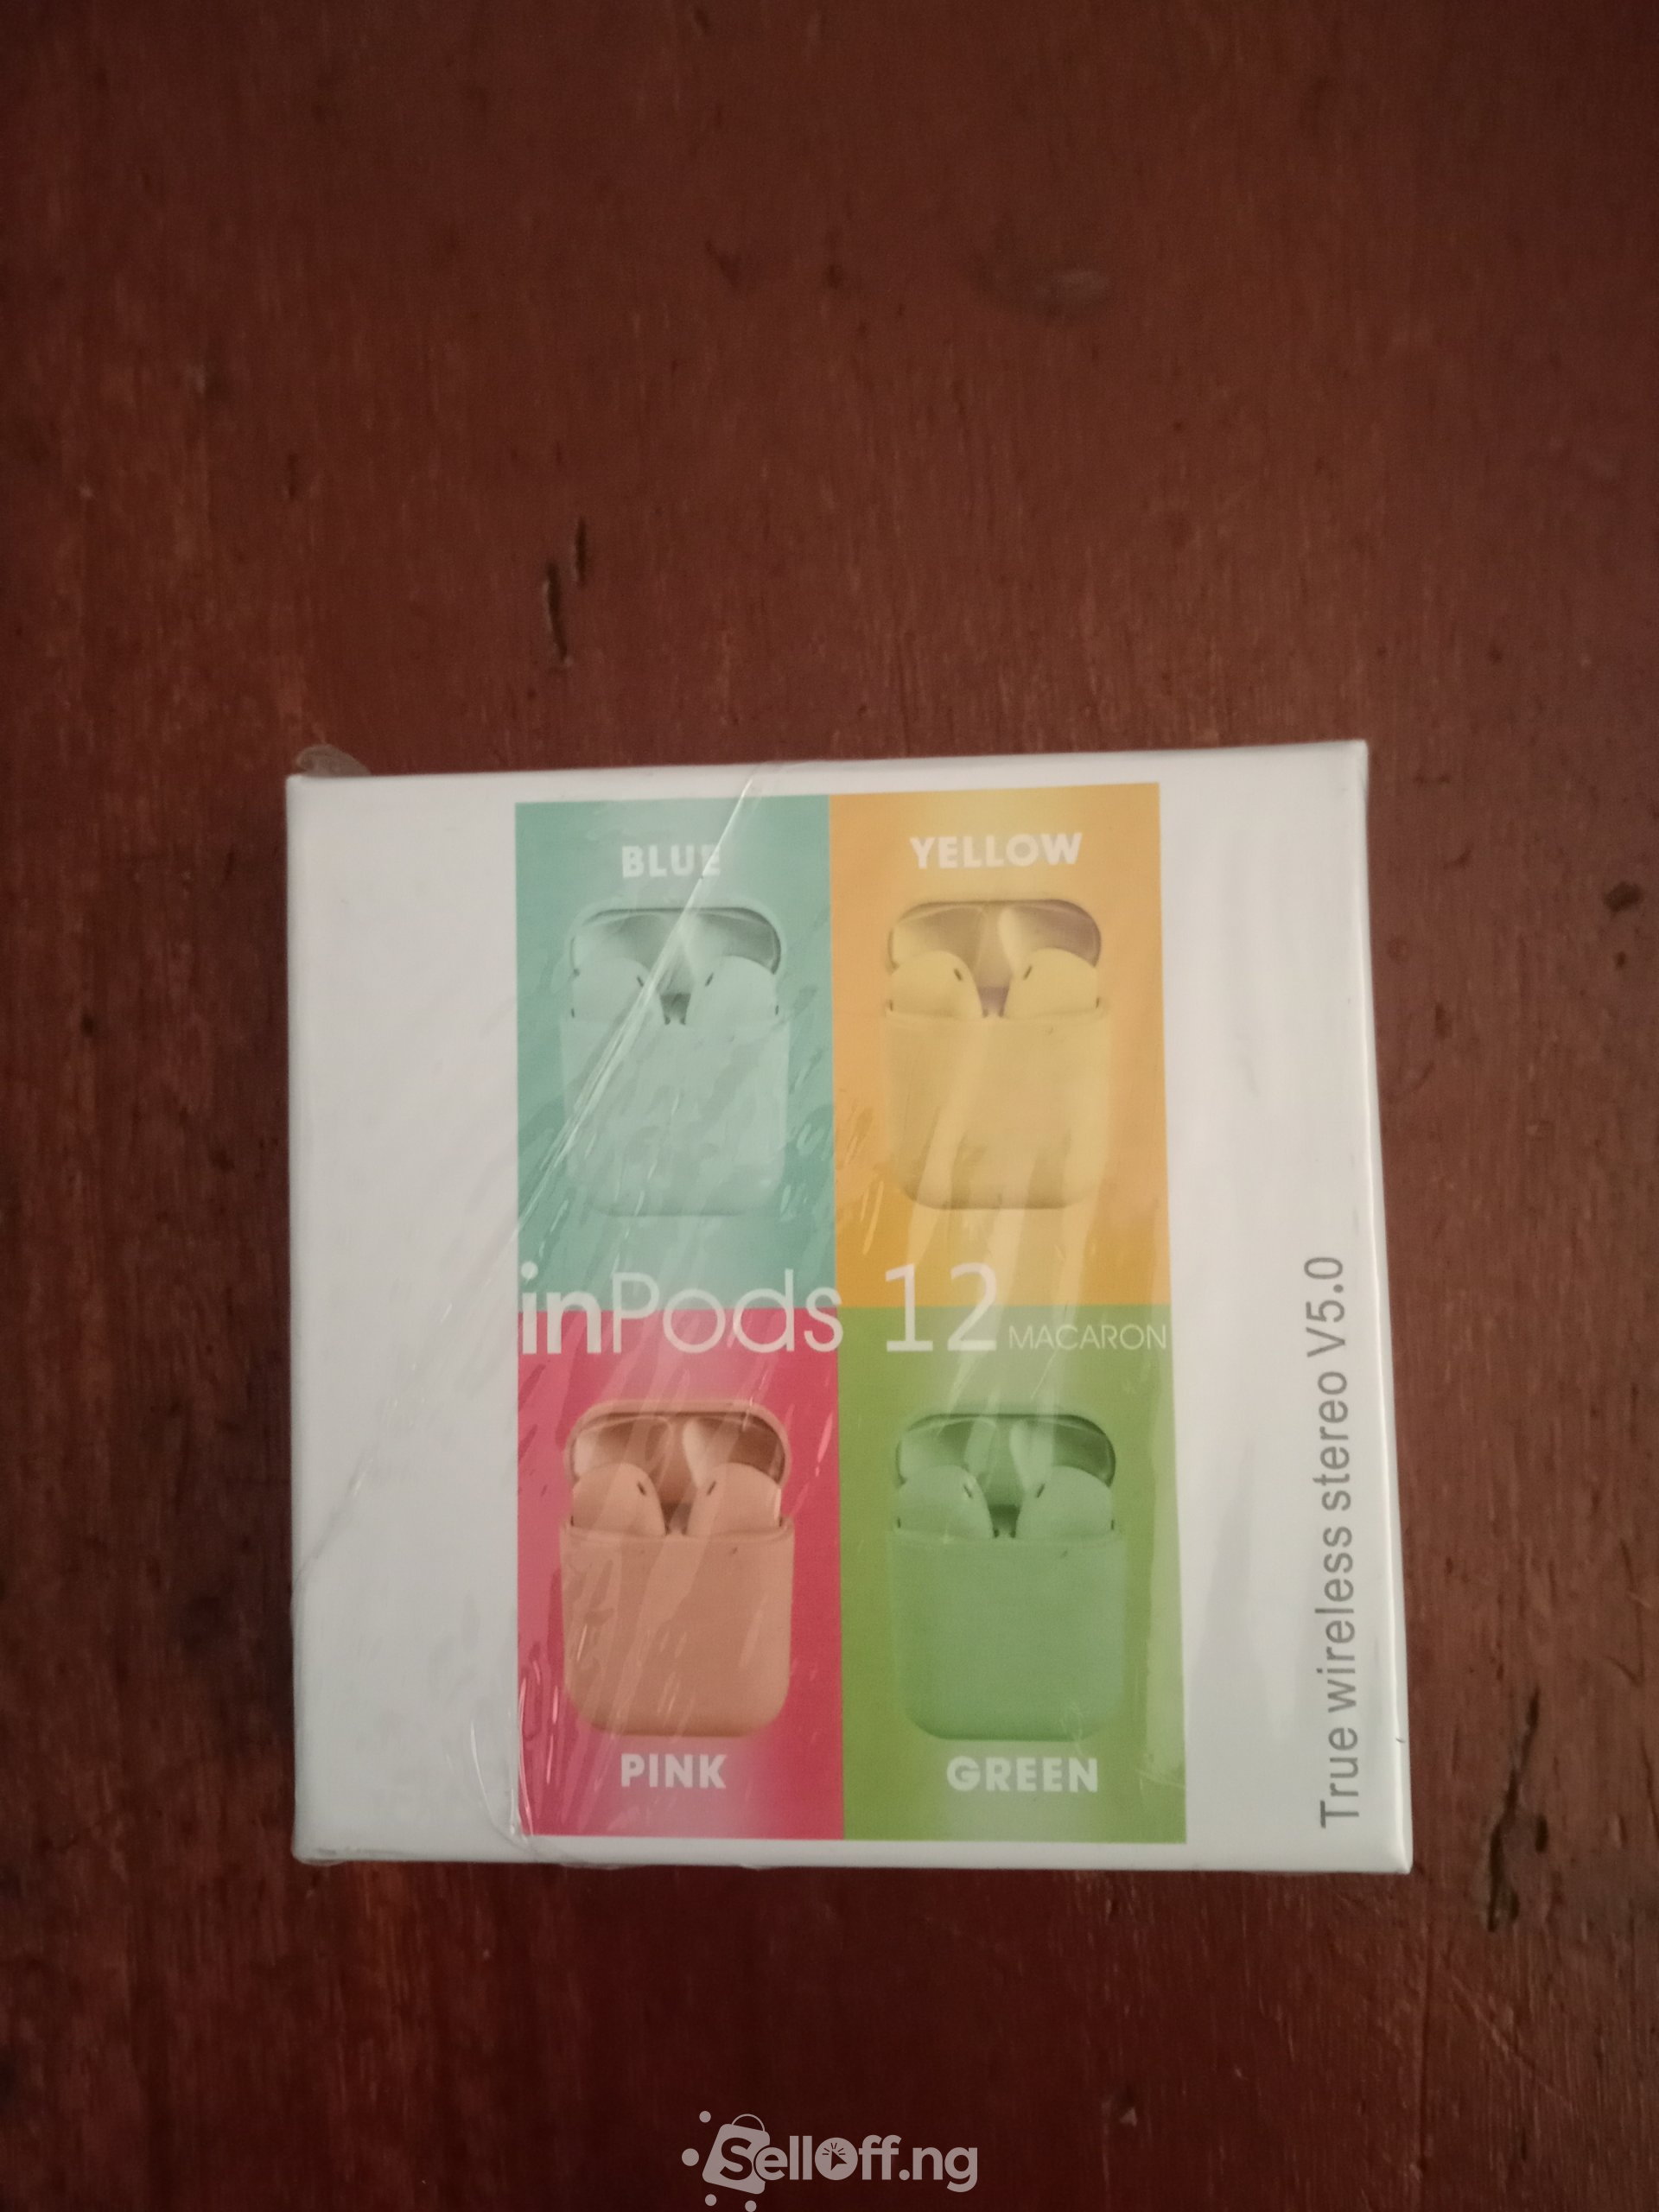 BLUE
YELLOW
inPods 12 MACARON
PINK
GREEN
True wireless stereo V5.0
SellOff.ng